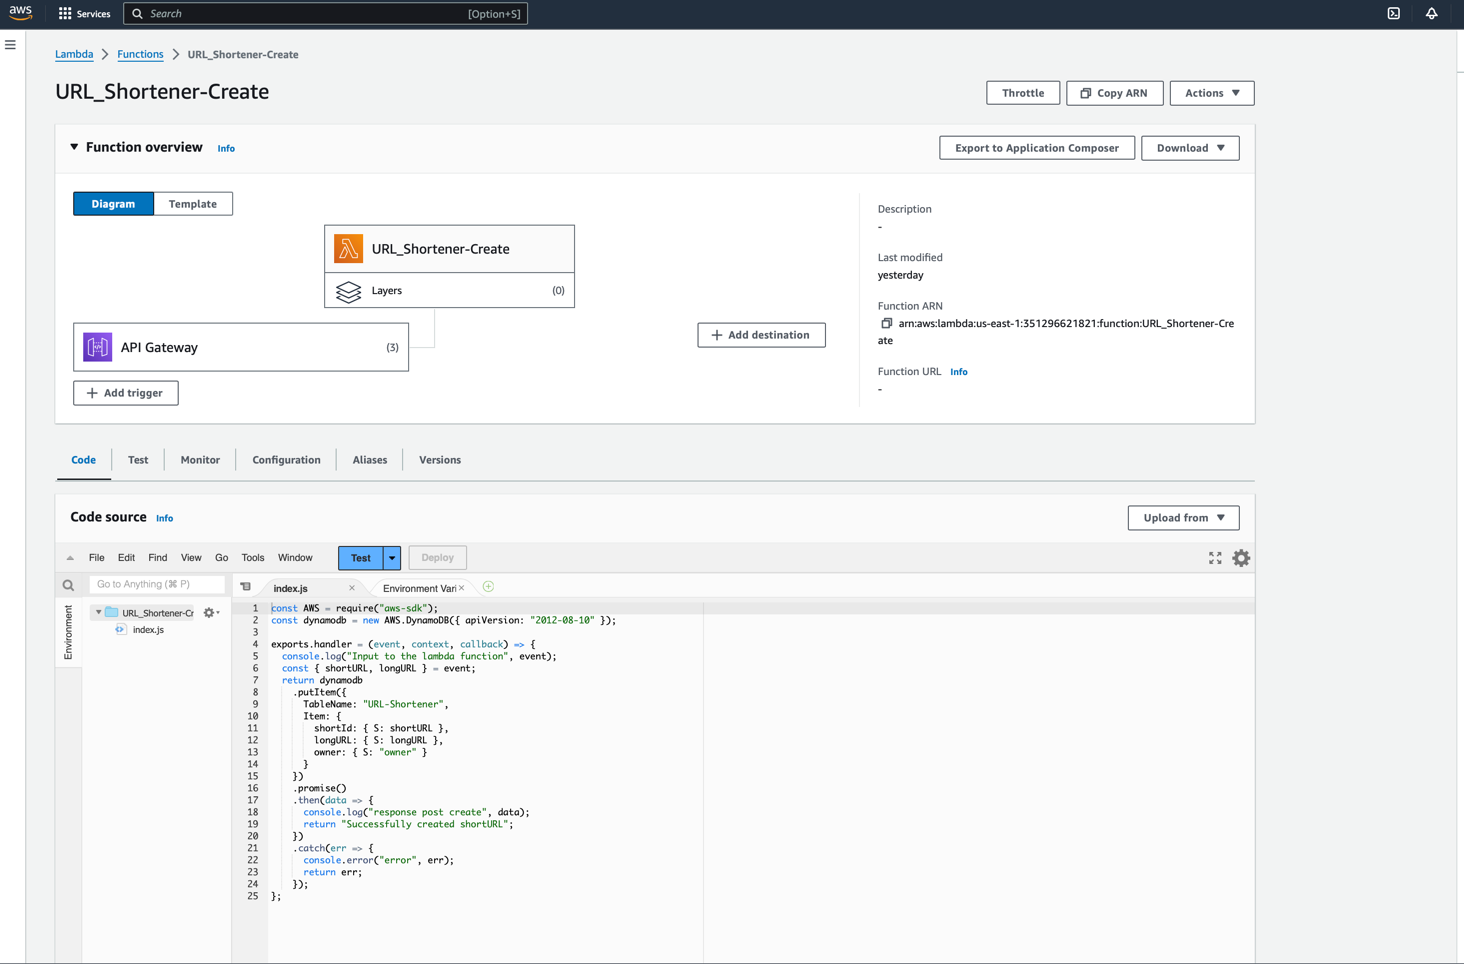 aws
Services
Search
[Option+S]
Lambda
Functions
URL_Shortener-Create
URL_Shortener-Create
Throttle
Copy ARN
Actions
Function overview
Info
Export to Application Composer
Download
Diagram
Template
URL_Shortener-Create
Layers
(0)
API Gateway
(3)
Add destination
Add trigger
Description
-
Last modified
yesterday
Function ARN
arn:aws:lambda:us-east-1:351296621821:function:URL_Shortener-Cre
ate
Function URL
Info
-
Code
Test
Monitor
Configuration
Aliases
Versions
Code source
Info
Upload from
File
Edit
Find
View
Go
Tools
Window
Test
Deploy
Go to Anything (⌘ P)
index.js
Environment Vari
Environment
URL_Shortener-Cr
index.js
1 const AWS = require("aws-sdk");
2 const dynamodb = new AWS.DynamoDB({ apiVersion: "2012-08-10" });
3
4 exports.handler = (event, context, callback) => {
5 console.log("Input to the lambda function", event);
6 const { shortURL, longURL } = event;
7 return dynamodb
8 .putItem({
9 TableName: "URL-Shortener",
10 Item: {
11 shortId: { S: shortURL },
12 longURL: { S: longURL },
13 owner: { S: "owner" }
14 }
15 })
16 .promise()
17 .then(data => {
18 console.log("response post create", data);
19 return "Successfully created shortURL";
20 })
21 .catch(err => {
22 console.error("error", err);
23 return err;
24 });
25 };